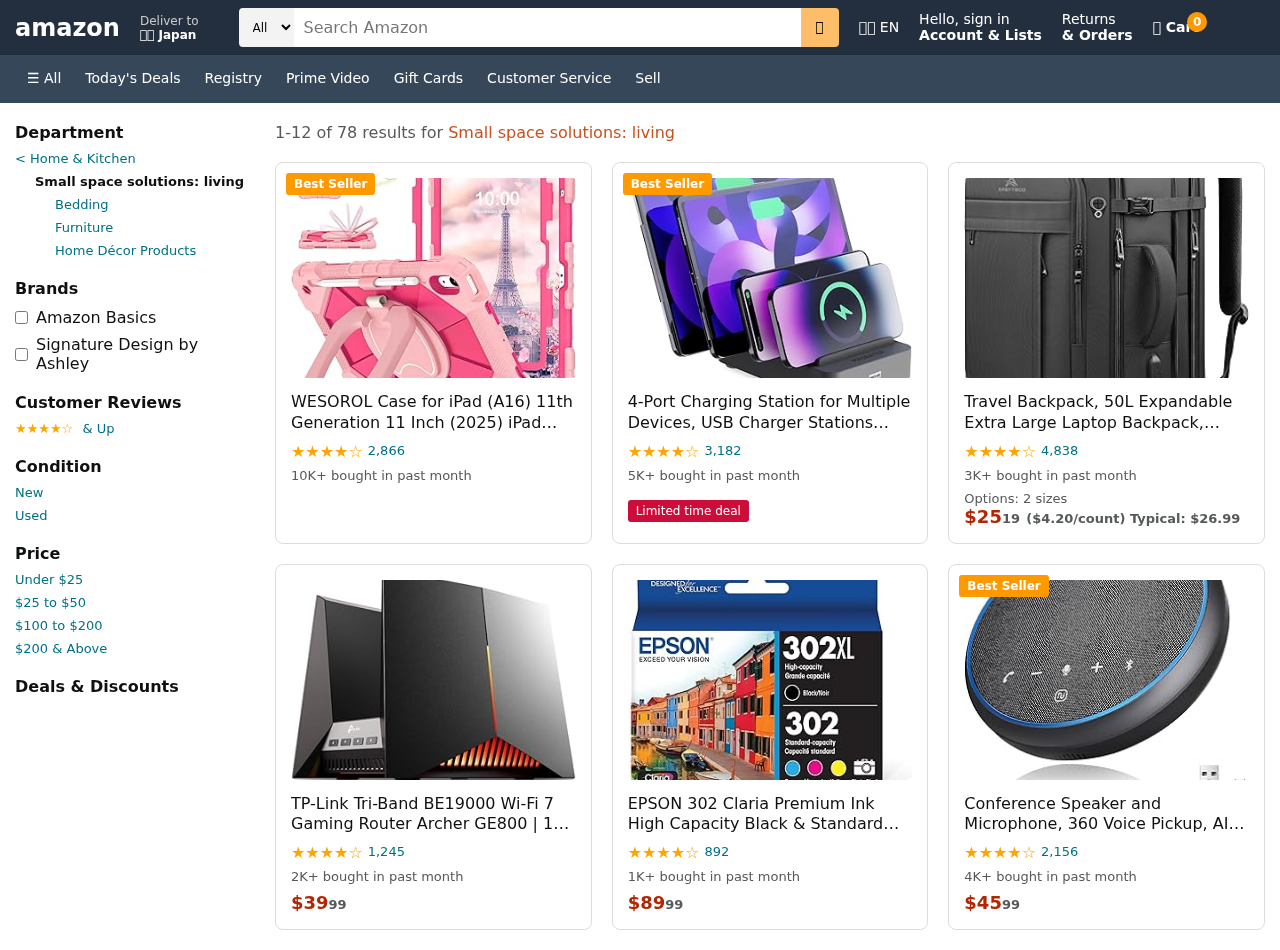 amazon
Deliver to
Japan
All
Search Amazon
EN
Hello, sign in
Account & Lists
Returns
& Orders
0
☰ All
Today's Deals
Registry
Prime Video
Gift Cards
Customer Service
Sell
Department
< Home & Kitchen
Small space solutions: living
Bedding
Furniture
Home Décor Products
Brands
Amazon Basics
Signature Design by
Ashley
Customer Reviews
★★★★☆ & Up
Condition
New
Used
Price
Under $25
$25 to $50
$100 to $200
$200 & Above
Deals & Discounts
1-12 of 78 results for Small space solutions: living
Best Seller
10:00
WESOROL Case for iPad (A16) 11th
Generation 11 Inch (2025) iPad…
★★★★☆ 2,866
10K+ bought in past month
Best Seller
4-Port Charging Station for Multiple
Devices, USB Charger Stations…
★★★★☆ 3,182
5K+ bought in past month
Limited time deal
Travel Backpack, 50L Expandable
Extra Large Laptop Backpack,…
★★★★☆ 4,838
3K+ bought in past month
Options: 2 sizes
$2519 ($4.20/count) Typical: $26.99
TP-Link Tri-Band BE19000 Wi-Fi 7
Gaming Router Archer GE800 | 1…
★★★★☆ 1,245
2K+ bought in past month
$3999
DESIGNED for
EXCELLENCE
EPSON
EXCEED YOUR VISION
302XL
High-capacity
Grande capacité
Black/Noir
302
Standard-capacity
Capacité standard
Claria
EPSON 302 Claria Premium Ink
High Capacity Black & Standard…
★★★★☆ 892
1K+ bought in past month
$8999
Best Seller
Conference Speaker and
Microphone, 360 Voice Pickup, AI…
★★★★☆ 2,156
4K+ bought in past month
$4599